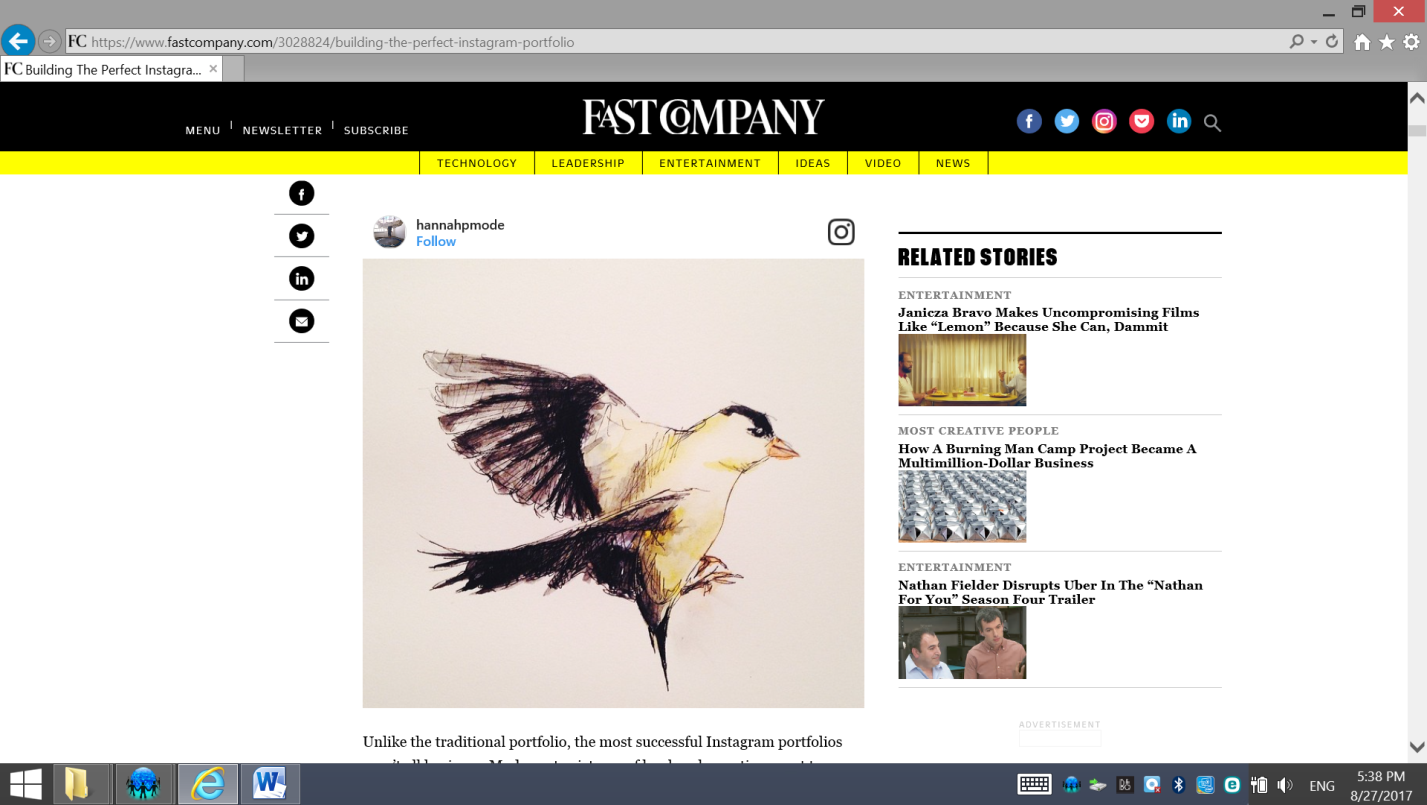 FC https://www.fastcompany.com/3028824/building-the-perfect-instagram-portfolio
FC Building The Perfect Instagra...
MENU NEWSLETTER SUBSCRIBE
FAST COMPANY
TECHNOLOGY LEADERSHIP ENTERTAINMENT IDEAS VIDEO NEWS
hannahpmode
Follow
Unlike the traditional portfolio, the most successful Instagram portfolios
RELATED STORIES
ENTERTAINMENT
Janicza Bravo Makes Uncompromising Films
Like “Lemon” Because She Can, Dammit
MOST CREATIVE PEOPLE
How A Burning Man Camp Project Became A
Multimillion-Dollar Business
ENTERTAINMENT
Nathan Fielder Disrupts Uber In The “Nathan
For You” Season Four Trailer
ADVERTISEMENT
ENG
5:38 PM
8/27/2017